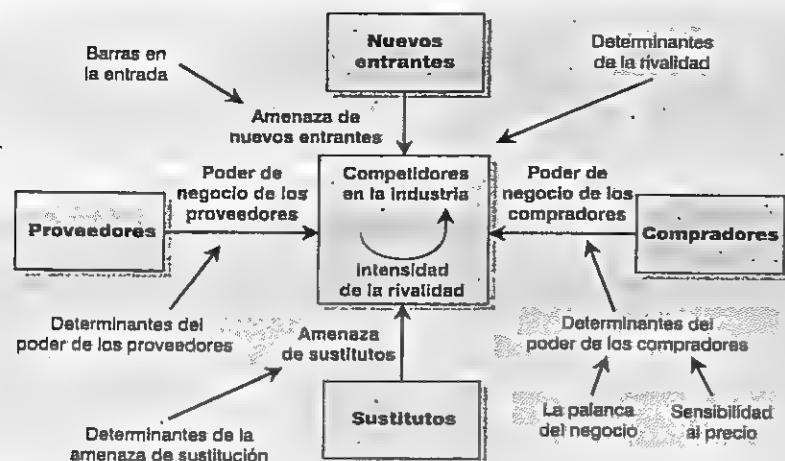 Nuevos
entrantes
Barras en
la entrada
Determinantes
de la rivalidad
Amenaza de
nuevos entrantes
Poder de
negocio de los
proveedores
Competidores
en la industria
Poder de
negocio de los
compradores
Proveedores
Compradores
Intensidad
de la rivalidad
Determinantes del
poder de los proveedores
Amenaza
de sustitutos
Determinantes del
poder de los compradores
Sustitutos
La palanca
del negocio
Sensibilidad
al precio
Determinantes de la
amenaza de sustitución